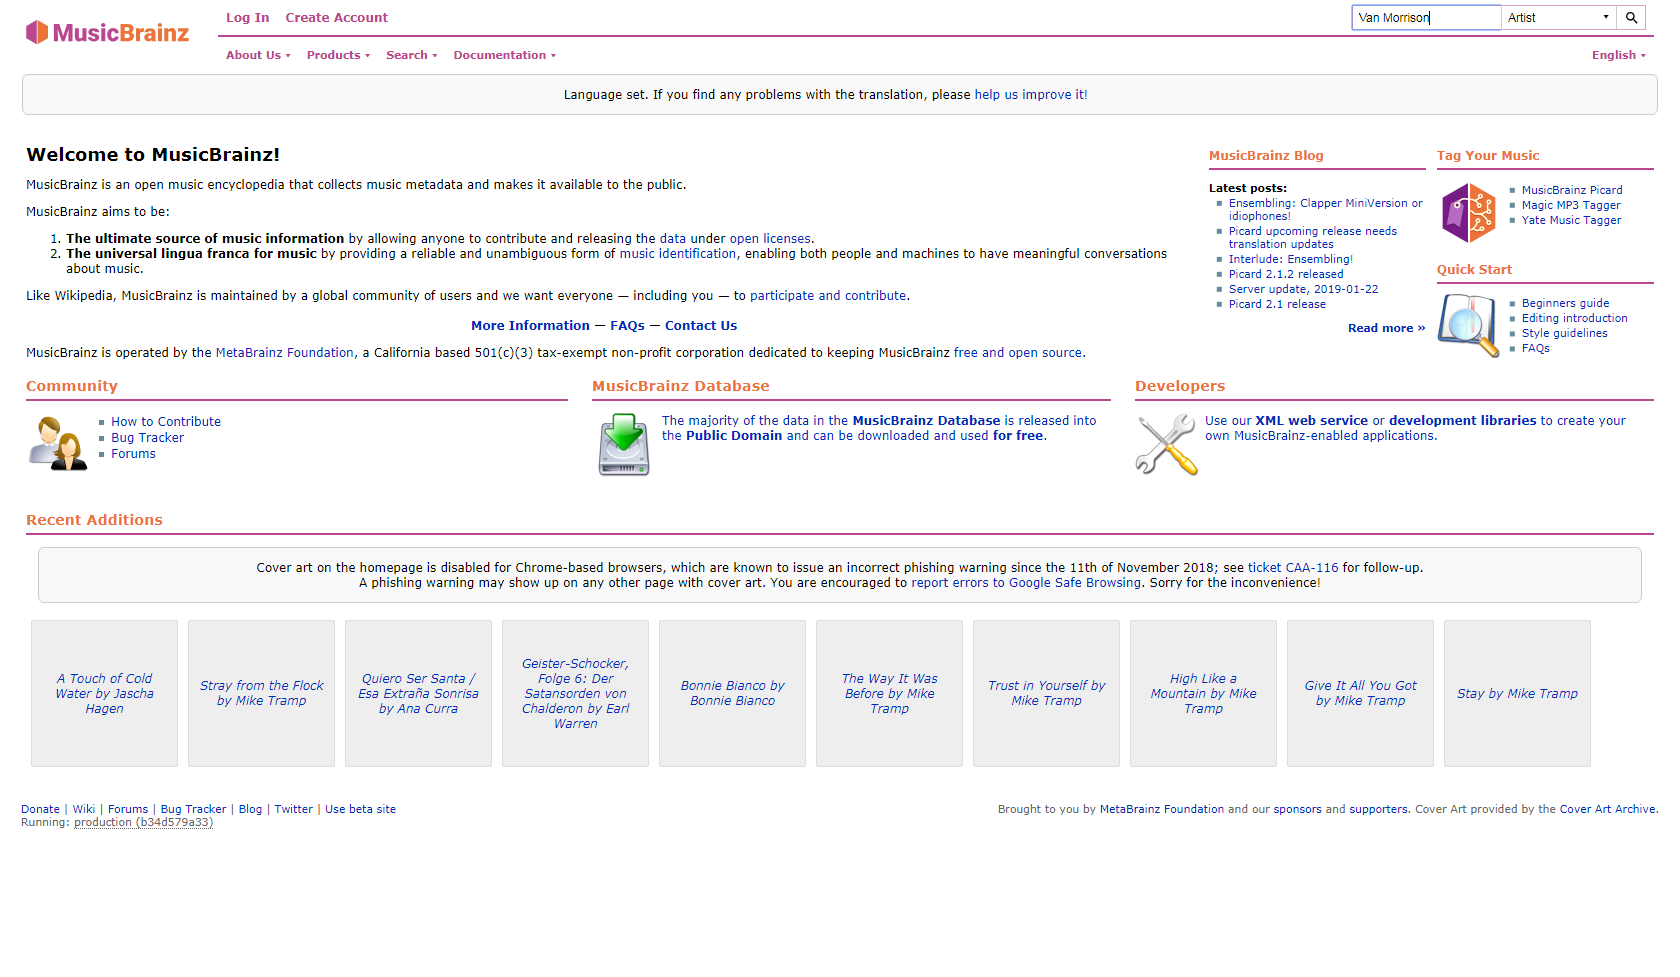 MusicBrainz
Log In Create Account
Van Morrison Artist
About Us Products Search Documentation English
Language set. If you find any problems with the translation, please help us improve it!
Welcome to MusicBrainz!
MusicBrainz is an open music encyclopedia that collects music metadata and makes it available to the public.
MusicBrainz aims to be:
1. The ultimate source of music information by allowing anyone to contribute and releasing the data under open licenses.
2. The universal lingua franca for music by providing a reliable and unambiguous form of music identification, enabling both people and machines to have meaningful conversations
about music.
Like Wikipedia, MusicBrainz is maintained by a global community of users and we want everyone — including you — to participate and contribute.
More Information — FAQs — Contact Us
MusicBrainz is operated by the MetaBrainz Foundation, a California based 501(c)(3) tax-exempt non-profit corporation dedicated to keeping MusicBrainz free and open source.
MusicBrainz Blog
Latest posts:
Ensembling: Clapper MiniVersion or
idiophones!
Picard upcoming release needs
translation updates
Interlude: Ensembling!
Picard 2.1.2 released
Server update, 2019-01-22
Picard 2.1 release
Read more »
Tag Your Music
MusicBrainz Picard
Magic MP3 Tagger
Yate Music Tagger
Quick Start
Beginners guide
Editing introduction
Style guidelines
FAQs
Community
How to Contribute
Bug Tracker
Forums
MusicBrainz Database
The majority of the data in the MusicBrainz Database is released into
the Public Domain and can be downloaded and used for free.
Developers
Use our XML web service or development libraries to create your
own MusicBrainz-enabled applications.
Recent Additions
Cover art on the homepage is disabled for Chrome-based browsers, which are known to issue an incorrect phishing warning since the 11th of November 2018; see ticket CAA-116 for follow-up.
A phishing warning may show up on any other page with cover art. You are encouraged to report errors to Google Safe Browsing. Sorry for the inconvenience!
A Touch of Cold
Water by Jascha
Hagen
Stray from the Flock
by Mike Tramp
Quiero Ser Santa /
Esa Extraña Sonrisa
by Ana Curra
Geister-Schocker,
Folge 6: Der
Satansorden von
Chalderon by Earl
Warren
Bonnie Bianco by
Bonnie Bianco
The Way It Was
Before by Mike
Tramp
Trust in Yourself by
Mike Tramp
High Like a
Mountain by Mike
Tramp
Give It All You Got
by Mike Tramp
Stay by Mike Tramp
Donate | Wiki | Forums | Bug Tracker | Blog | Twitter | Use beta site
Running: production (b34d579a33)
Brought to you by MetaBrainz Foundation and our sponsors and supporters. Cover Art provided by the Cover Art Archive.